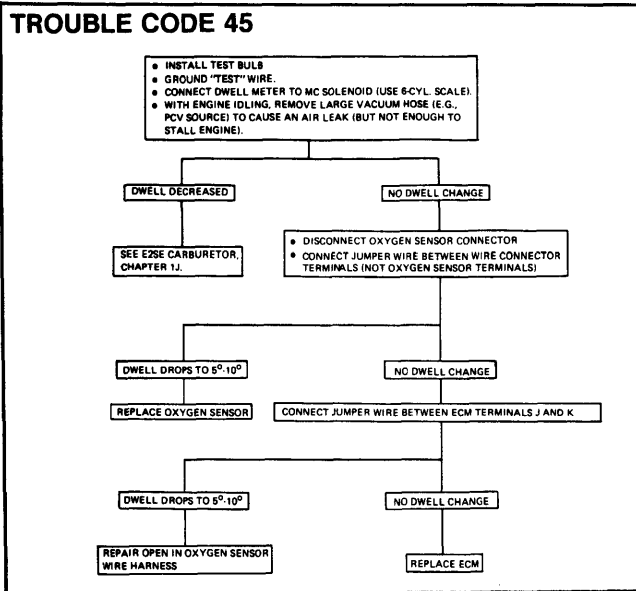 TROUBLE CODE 45
• INSTALL TEST BULB
• GROUND "TEST" WIRE.
• CONNECT DWELL METER TO MC SOLENOID (USE 6-CYL. SCALE).
• WITH ENGINE IDLING, REMOVE LARGE VACUUM HOSE (E.G.,
PCV SOURCE) TO CAUSE AN AIR LEAK (BUT NOT ENOUGH TO
STALL ENGINE).
DWELL DECREASED
NO DWELL CHANGE
SEE E2SE CARBURETOR,
CHAPTER 1J.
• DISCONNECT OXYGEN SENSOR CONNECTOR
• CONNECT JUMPER WIRE BETWEEN WIRE CONNECTOR
TERMINALS (NOT OXYGEN SENSOR TERMINALS)
DWELL DROPS TO 5°-10°
NO DWELL CHANGE
REPLACE OXYGEN SENSOR
CONNECT JUMPER WIRE BETWEEN ECM TERMINALS J AND K
DWELL DROPS TO 5°-10°
NO DWELL CHANGE
REPAIR OPEN IN OXYGEN SENSOR
WIRE HARNESS
REPLACE ECM